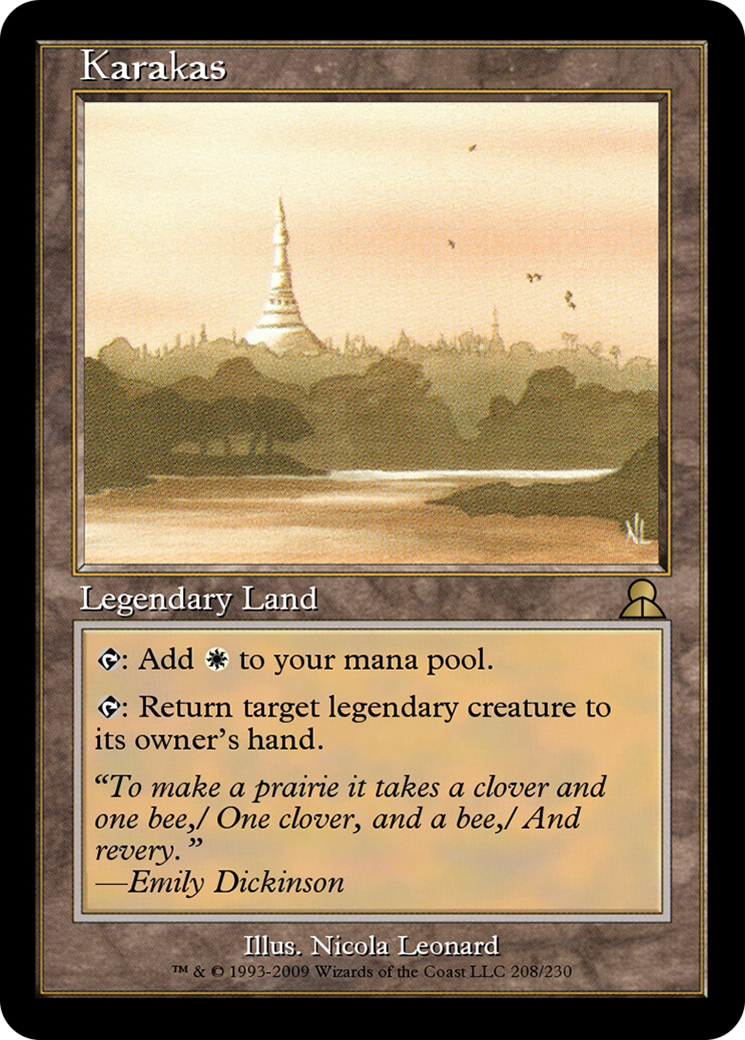 Karakas
NL
Legendary Land
: Add to your mana pool.
: Return target legendary creature to
its owner's hand.
“To make a prairie it takes a clover and
one bee,/ One clover, and a bee,/ And
revery.”
—Emily Dickinson
Illus. Nicola Leonard
™ & © 1993-2009 Wizards of the Coast LLC 208/230